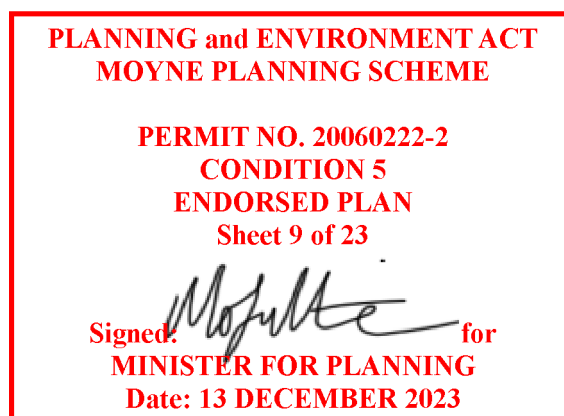 PLANNING and ENVIRONMENT ACT
MOYNE PLANNING SCHEME
PERMIT NO. 20060222-2
CONDITION 5
ENDORSED PLAN
Sheet 9 of 23
Signed: for
MINISTER FOR PLANNING
Date: 13 DECEMBER 2023